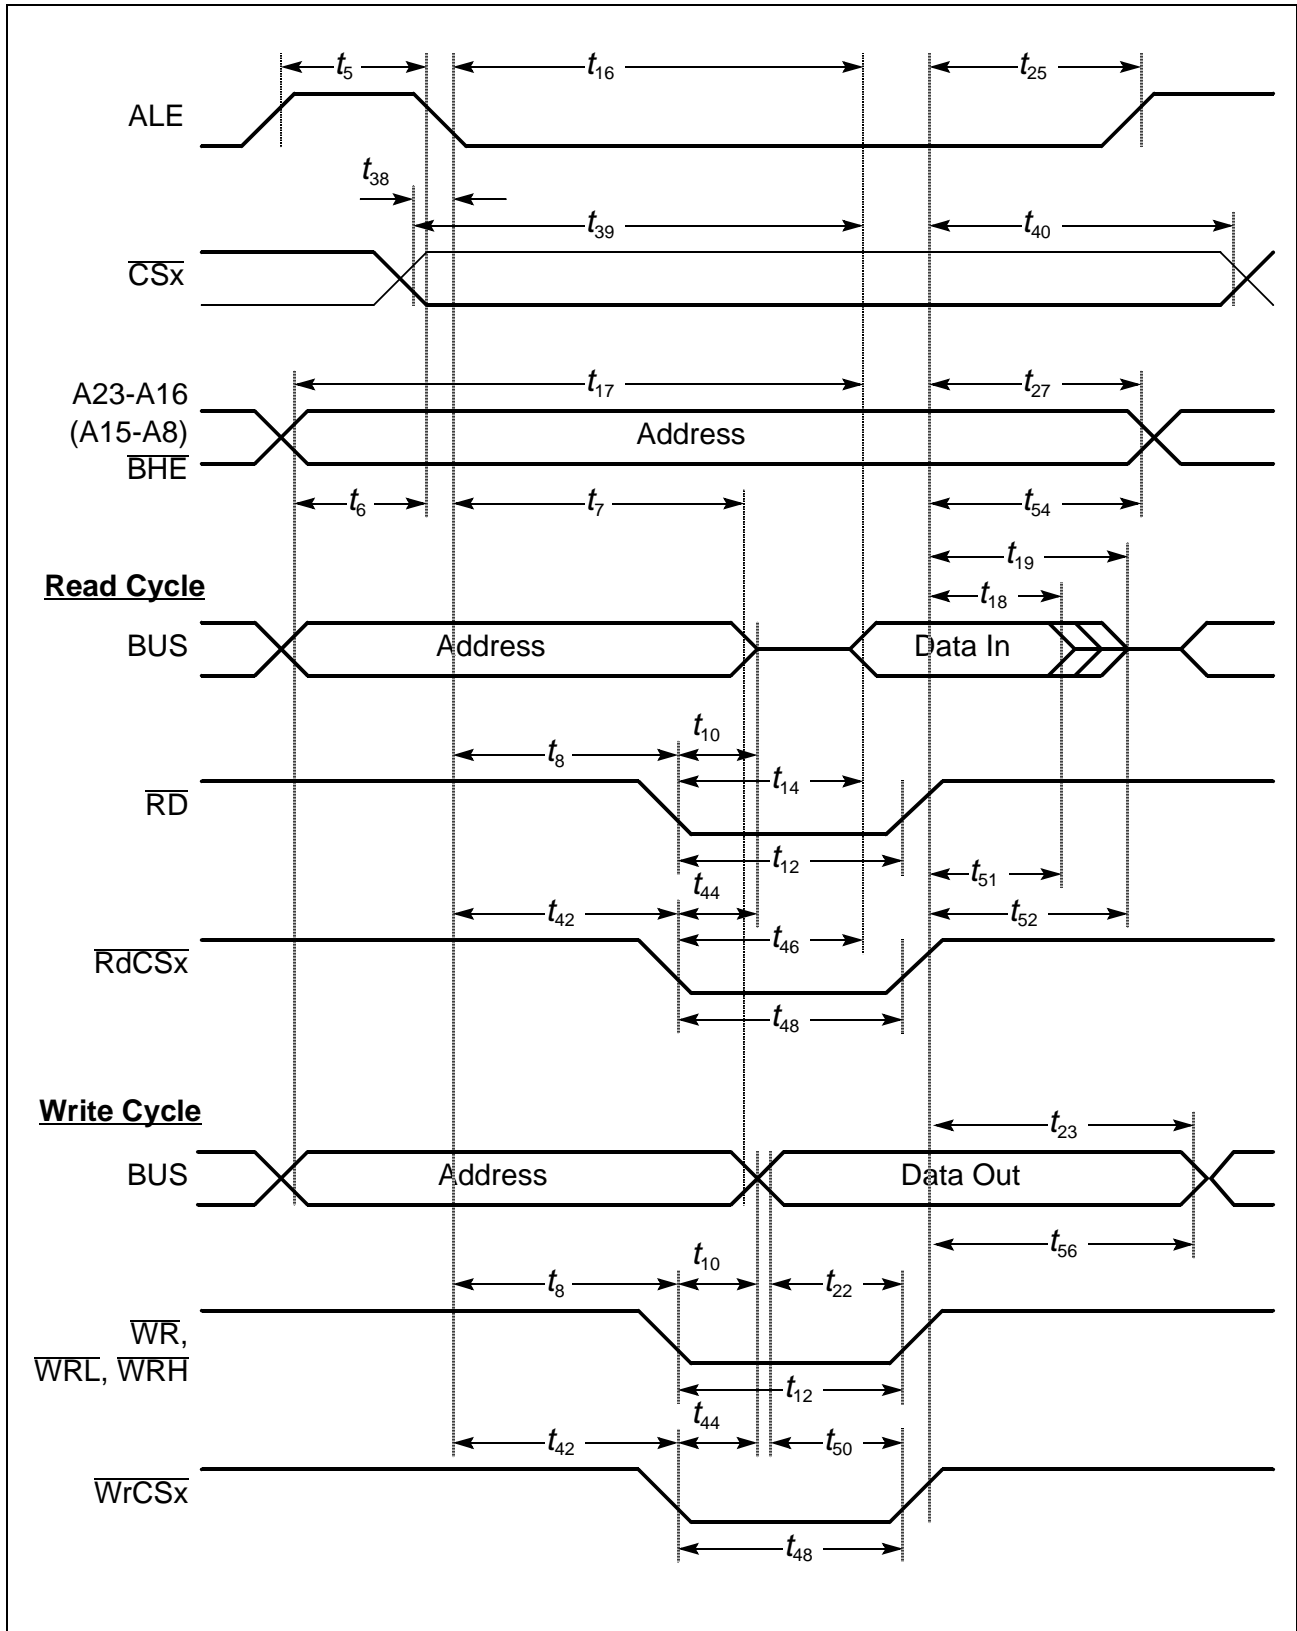 t5 t16 t25
ALE
t38
t39 t40
CSx
t17 t27
A23-A16
(A15-A8)
BHE
Address
t6 t7 t54
t19
Read Cycle
t18
BUS Address Data In
t10
t8
t14
RD
t12
t51
t44
t42 t52
t46
RdCSx
t48
Write Cycle
t23
BUS Address Data Out
t56
t10
t8 t22
WR,
WRL, WRH
t12
t44
t42 t50
WrCSx
t48